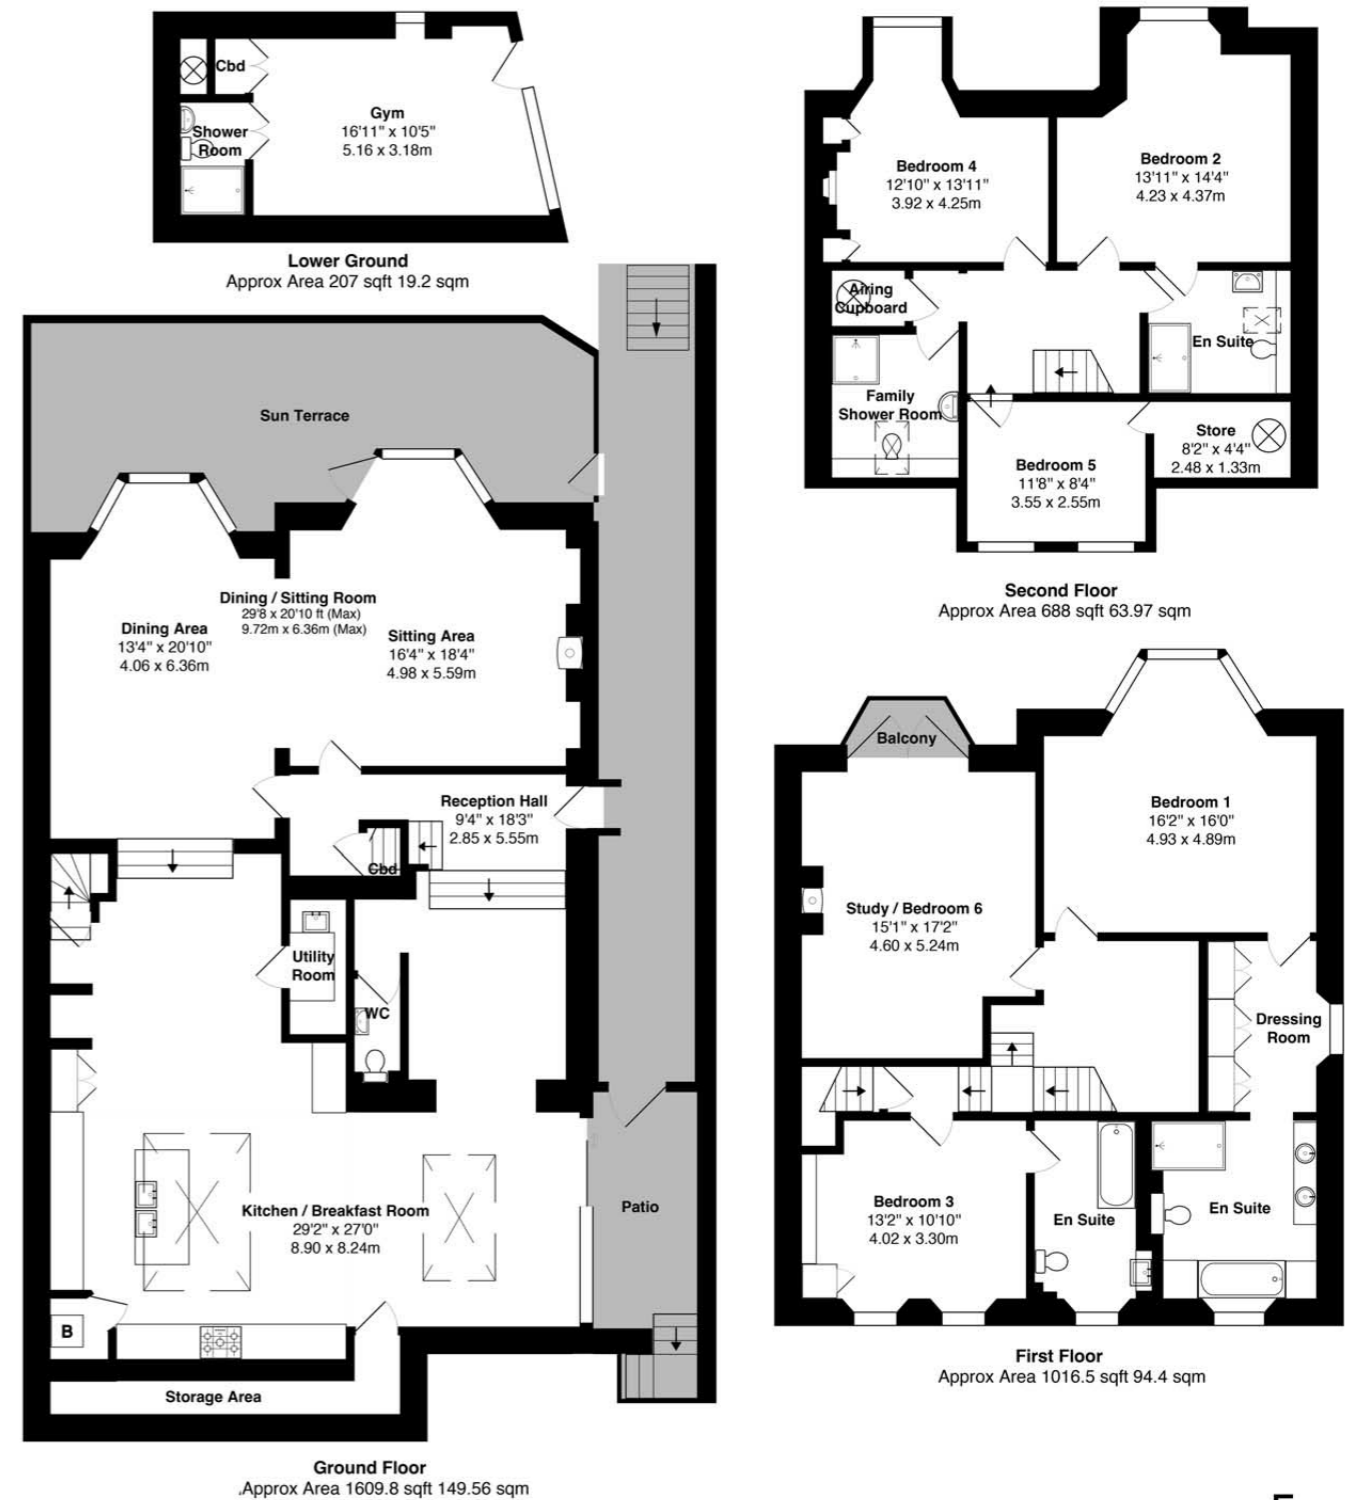 Cbd
Shower
Room
Gym
16'11" x 10'5"
5.16 x 3.18m
Lower Ground
Approx Area 207 sqft 19.2 sqm
Bedroom 4
12'10" x 13'11"
3.92 x 4.25m
Bedroom 2
13'11" x 14'4"
4.23 x 4.37m
Airing
Cupboard
En Suite
Family
Shower Room
Bedroom 5
11'8" x 8'4"
3.55 x 2.55m
Store
8'2" x 4'4"
2.48 x 1.33m
Second Floor
Approx Area 688 sqft 63.97 sqm
Sun Terrace
Dining / Sitting Room
29'8 x 20'10 ft (Max)
9.72m x 6.36m (Max)
Dining Area
13'4" x 20'10"
4.06 x 6.36m
Sitting Area
16'4" x 18'4"
4.98 x 5.59m
Reception Hall
9'4" x 18'3"
2.85 x 5.55m
Cbd
Utility
Room
WC
Kitchen / Breakfast Room
29'2" x 27'0"
8.90 x 8.24m
Patio
B
Storage Area
Ground Floor
.Approx Area 1609.8 sqft 149.56 sqm
Balcony
Bedroom 1
16'2" x 16'0"
4.93 x 4.89m
Study / Bedroom 6
15'1" x 17'2"
4.60 x 5.24m
Dressing
Room
Bedroom 3
13'2" x 10'10"
4.02 x 3.30m
En Suite
En Suite
First Floor
Approx Area 1016.5 sqft 94.4 sqm